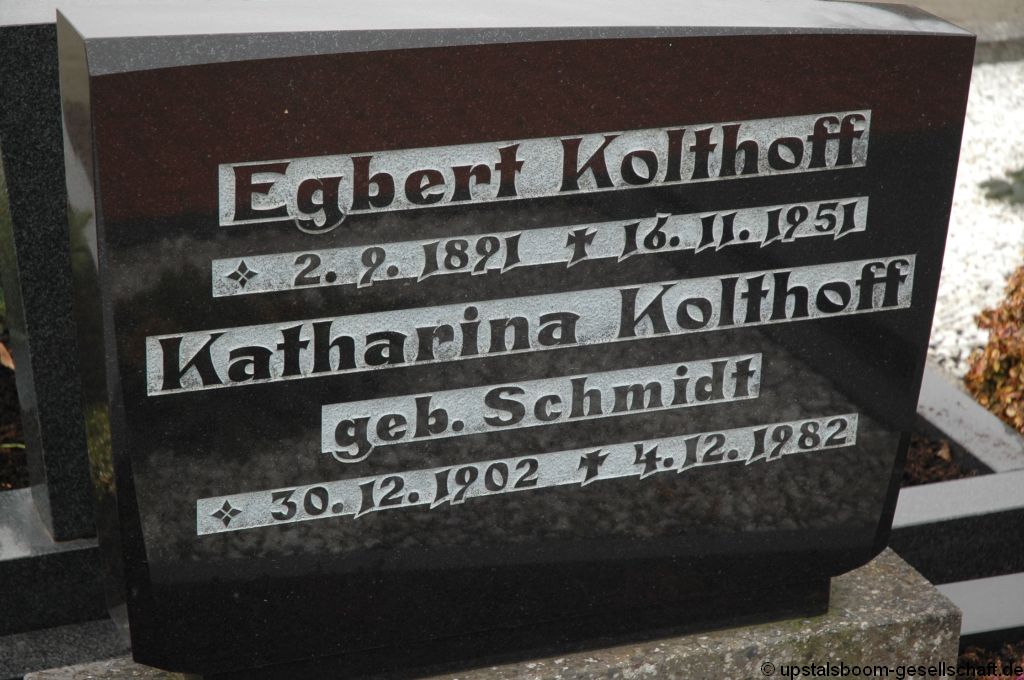 Egbert Kolthoff
✧ 2. 9. 1891 ✝ 16. 11. 1951
Katharina Kolthoff
geb. Schmidt
✧ 30. 12. 1902 ✝ 4. 12. 1982
© upstalsboom-gesellschaft.de